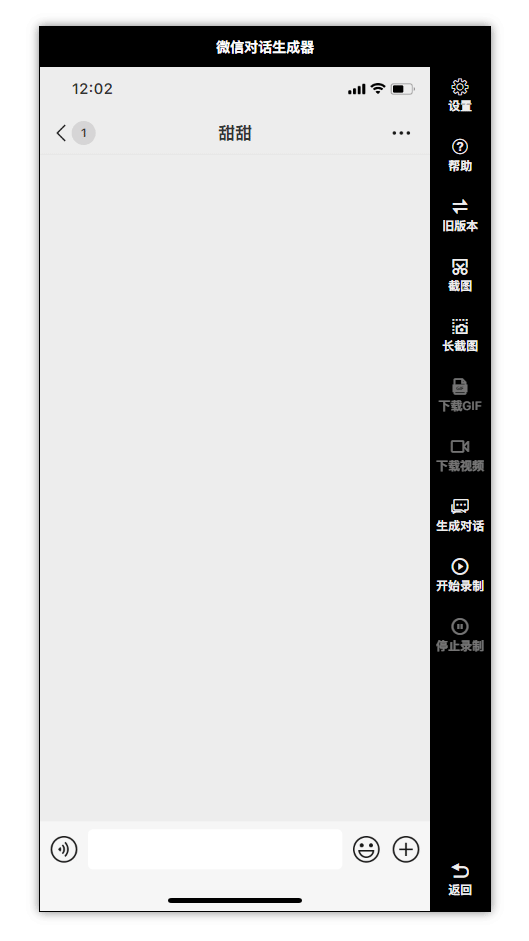 微信对话生成器
12:02
1
甜甜
设置
帮助
旧版本
截图
长截图
下载GIF
下载视频
生成对话
开始录制
停止录制
返回